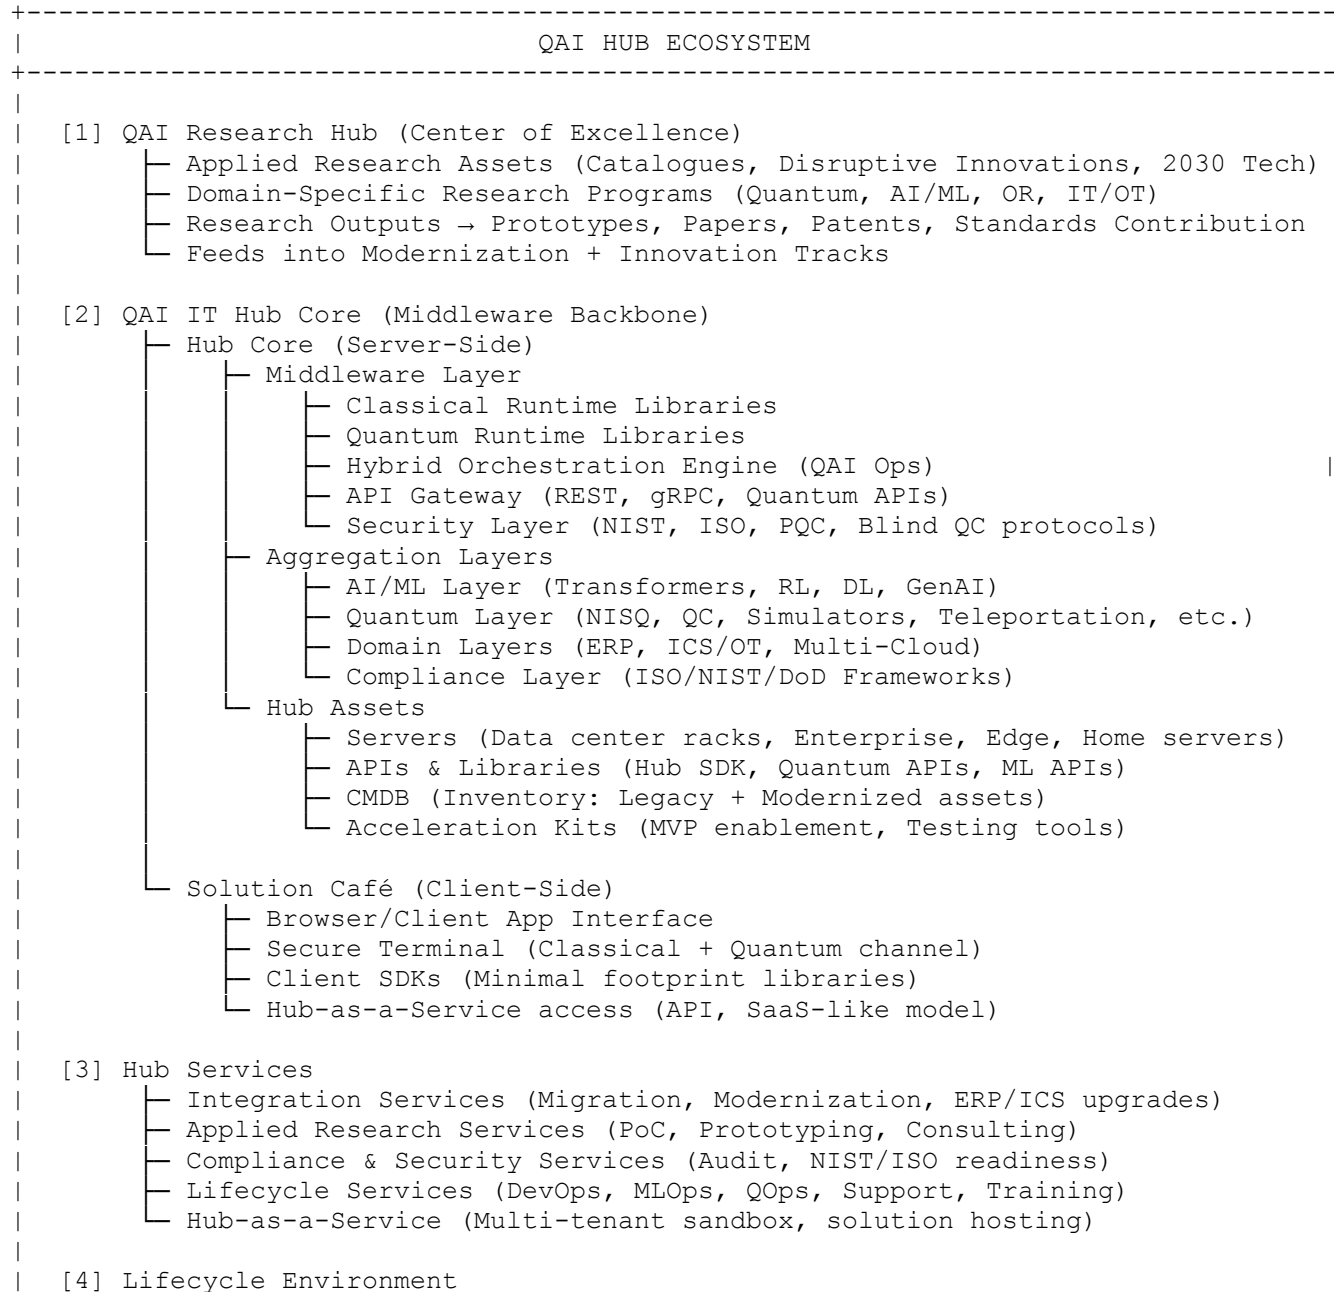 +------------------------------------------------------------------------------------
|                                 QAI HUB ECOSYSTEM
+------------------------------------------------------------------------------------
|
|   [1] QAI Research Hub (Center of Excellence)
|        ├─ Applied Research Assets (Catalogues, Disruptive Innovations, 2030 Tech)
|        ├─ Domain-Specific Research Programs (Quantum, AI/ML, OR, IT/OT)
|        ├─ Research Outputs → Prototypes, Papers, Patents, Standards Contribution
|        └─ Feeds into Modernization + Innovation Tracks
|
|   [2] QAI IT Hub Core (Middleware Backbone)
|        ├─ Hub Core (Server-Side)
|        │    ├─ Middleware Layer
|        │    │    ├─ Classical Runtime Libraries
|        │    │    ├─ Quantum Runtime Libraries
|        │    │    ├─ Hybrid Orchestration Engine (QAI Ops)                         |
|        │    │    ├─ API Gateway (REST, gRPC, Quantum APIs)
|        │    │    └─ Security Layer (NIST, ISO, PQC, Blind QC protocols)
|        │    ├─ Aggregation Layers
|        │    │    ├─ AI/ML Layer (Transformers, RL, DL, GenAI)
|        │    │    ├─ Quantum Layer (NISQ, QC, Simulators, Teleportation, etc.)
|        │    │    ├─ Domain Layers (ERP, ICS/OT, Multi-Cloud)
|        │    │    └─ Compliance Layer (ISO/NIST/DoD Frameworks)
|        │    └─ Hub Assets
|        │         ├─ Servers (Data center racks, Enterprise, Edge, Home servers)
|        │         ├─ APIs & Libraries (Hub SDK, Quantum APIs, ML APIs)
|        │         ├─ CMDB (Inventory: Legacy + Modernized assets)
|        │         └─ Acceleration Kits (MVP enablement, Testing tools)
|        │
|        └─ Solution Café (Client-Side)
|             ├─ Browser/Client App Interface
|             ├─ Secure Terminal (Classical + Quantum channel)
|             ├─ Client SDKs (Minimal footprint libraries)
|             └─ Hub-as-a-Service access (API, SaaS-like model)
|
|   [3] Hub Services
|        ├─ Integration Services (Migration, Modernization, ERP/ICS upgrades)
|        ├─ Applied Research Services (PoC, Prototyping, Consulting)
|        ├─ Compliance & Security Services (Audit, NIST/ISO readiness)
|        ├─ Lifecycle Services (DevOps, MLOps, QOps, Support, Training)
|        └─ Hub-as-a-Service (Multi-tenant sandbox, solution hosting)
|
|   [4] Lifecycle Environment